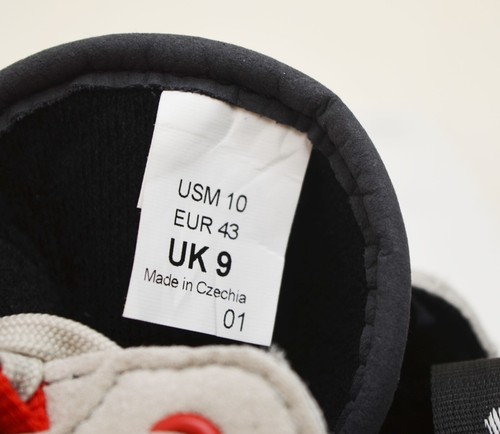 USM 10
EUR 43
UK 9
Made in Czechia
01